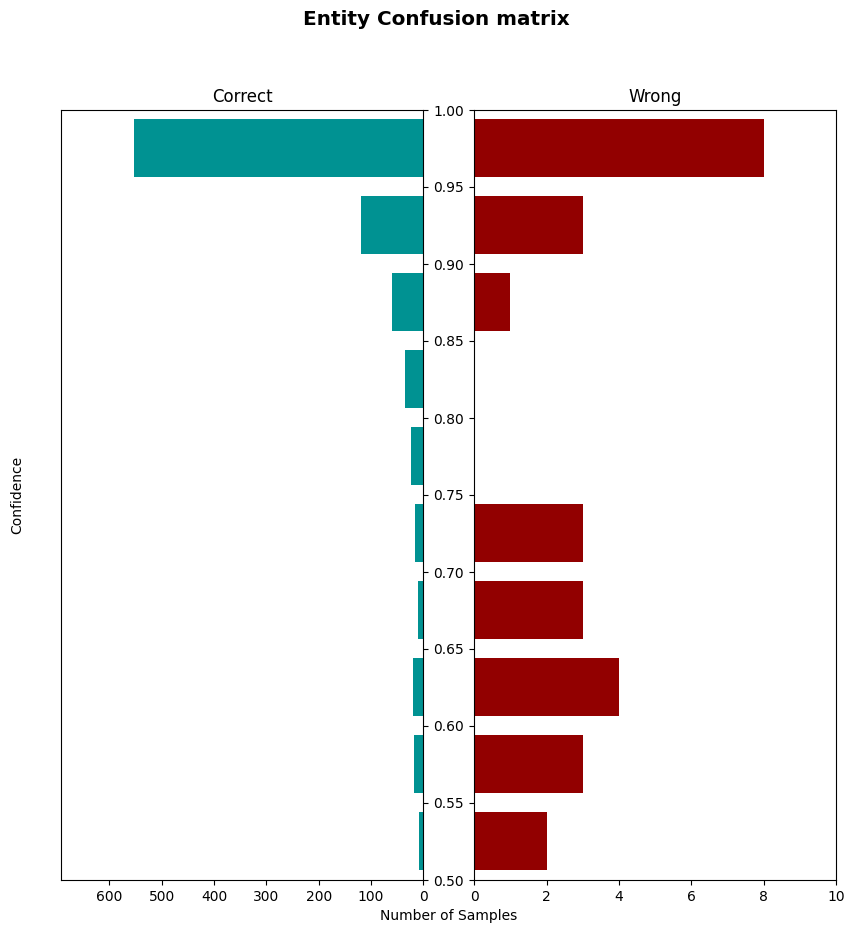 Entity Confusion matrix
Correct
Wrong
Confidence
1.00
0.95
0.90
0.85
0.80
0.75
0.70
0.65
0.60
0.55
0.50
600 500 400 300 200 100 0
0 2 4 6 8 10
Number of Samples